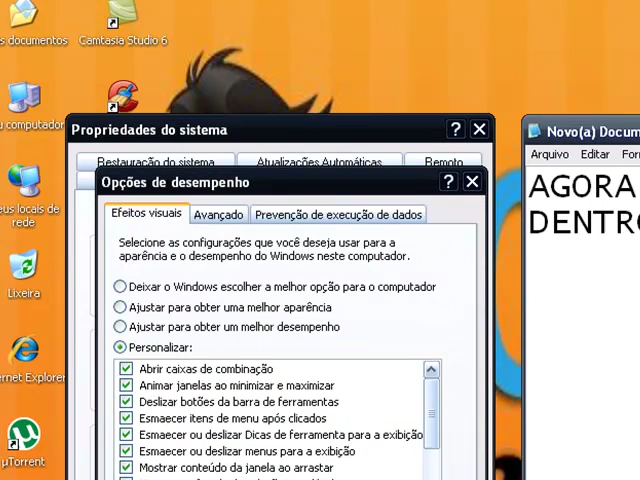 s documentos
Camtasia Studio 6
u computador
eus locais de
rede
Lixeira
ernet Explorer
µTorrent
Propriedades do sistema
Restauração do sistema
Atualizações Automáticas
Remoto
Opções de desempenho
Efeitos visuais
Avançado
Prevenção de execução de dados
Selecione as configurações que você deseja usar para a
aparência e o desempenho do Windows neste computador.
Deixar o Windows escolher a melhor opção para o computador
Ajustar para obter uma melhor aparência
Ajustar para obter um melhor desempenho
Personalizar:
Abrir caixas de combinação
Animar janelas ao minimizar e maximizar
Deslizar botões da barra de ferramentas
Esmaecer itens de menu após clicados
Esmaecer ou deslizar Dicas de ferramenta para a exibição
Esmaecer ou deslizar menus para a exibição
Mostrar conteúdo da janela ao arrastar
Novo(a) Docum
Arquivo Editar For
AGORA
DENTRO